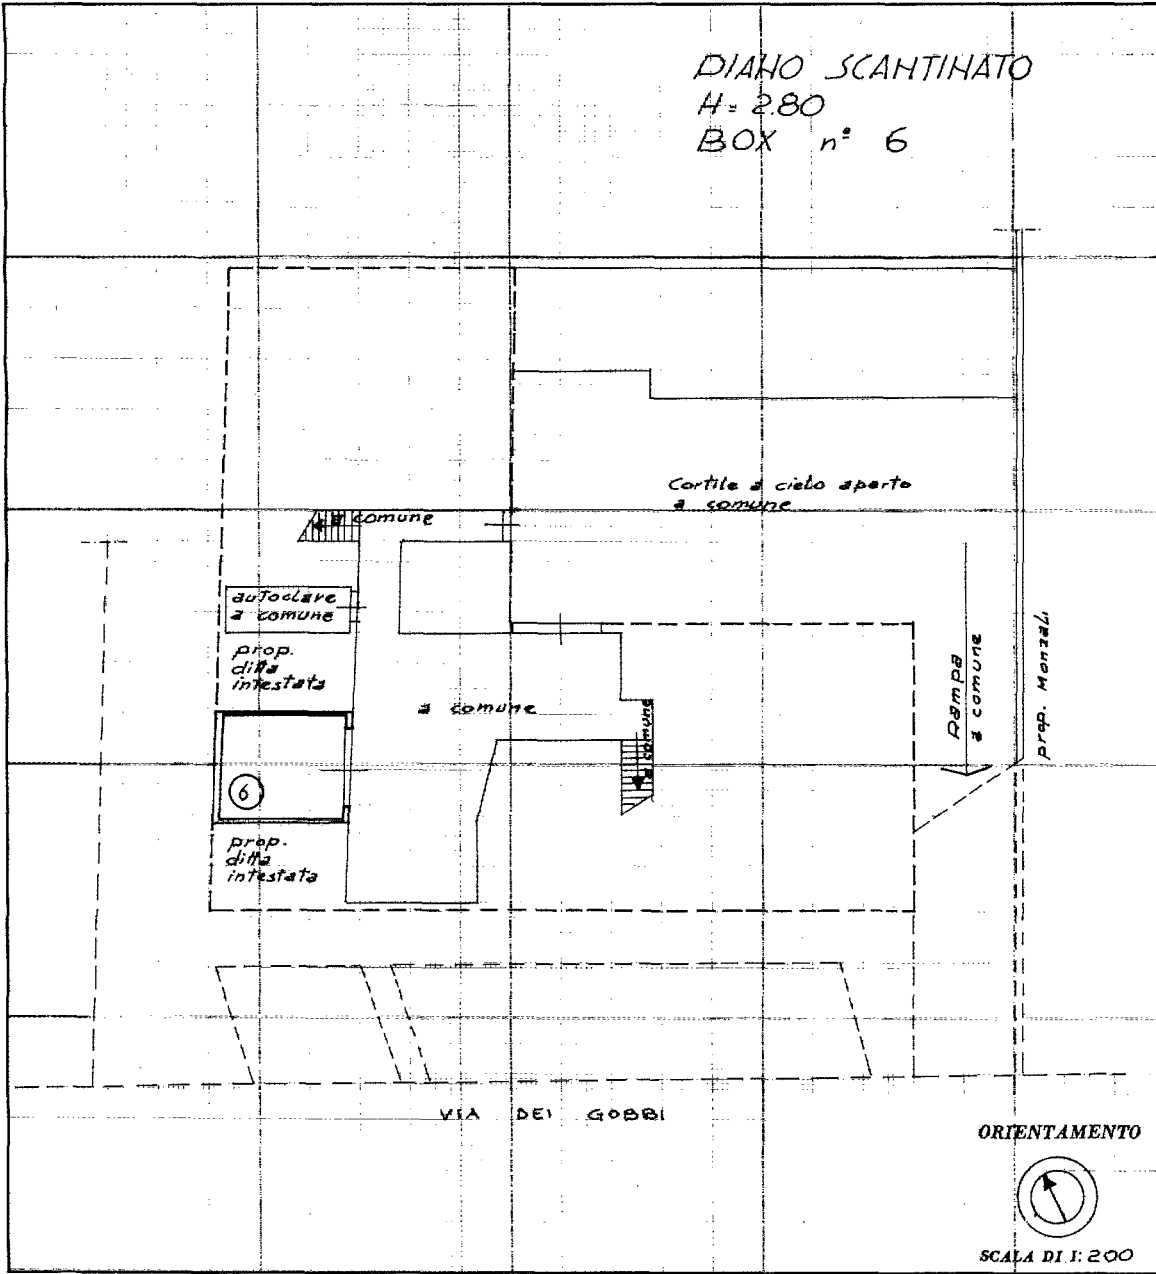 PIANO SCANTINATO
H= 2.80
BOX n° 6
Cortile a cielo aperto
a comune
a comune
autoclave
a comune
prop.
ditta
intestata
a comune
a comune
Rampa
a comune
prop. Monzali
6
prop.
ditta
intestata
VIA DEI GOBBI
ORIENTAMENTO
SCALA DI 1: 200